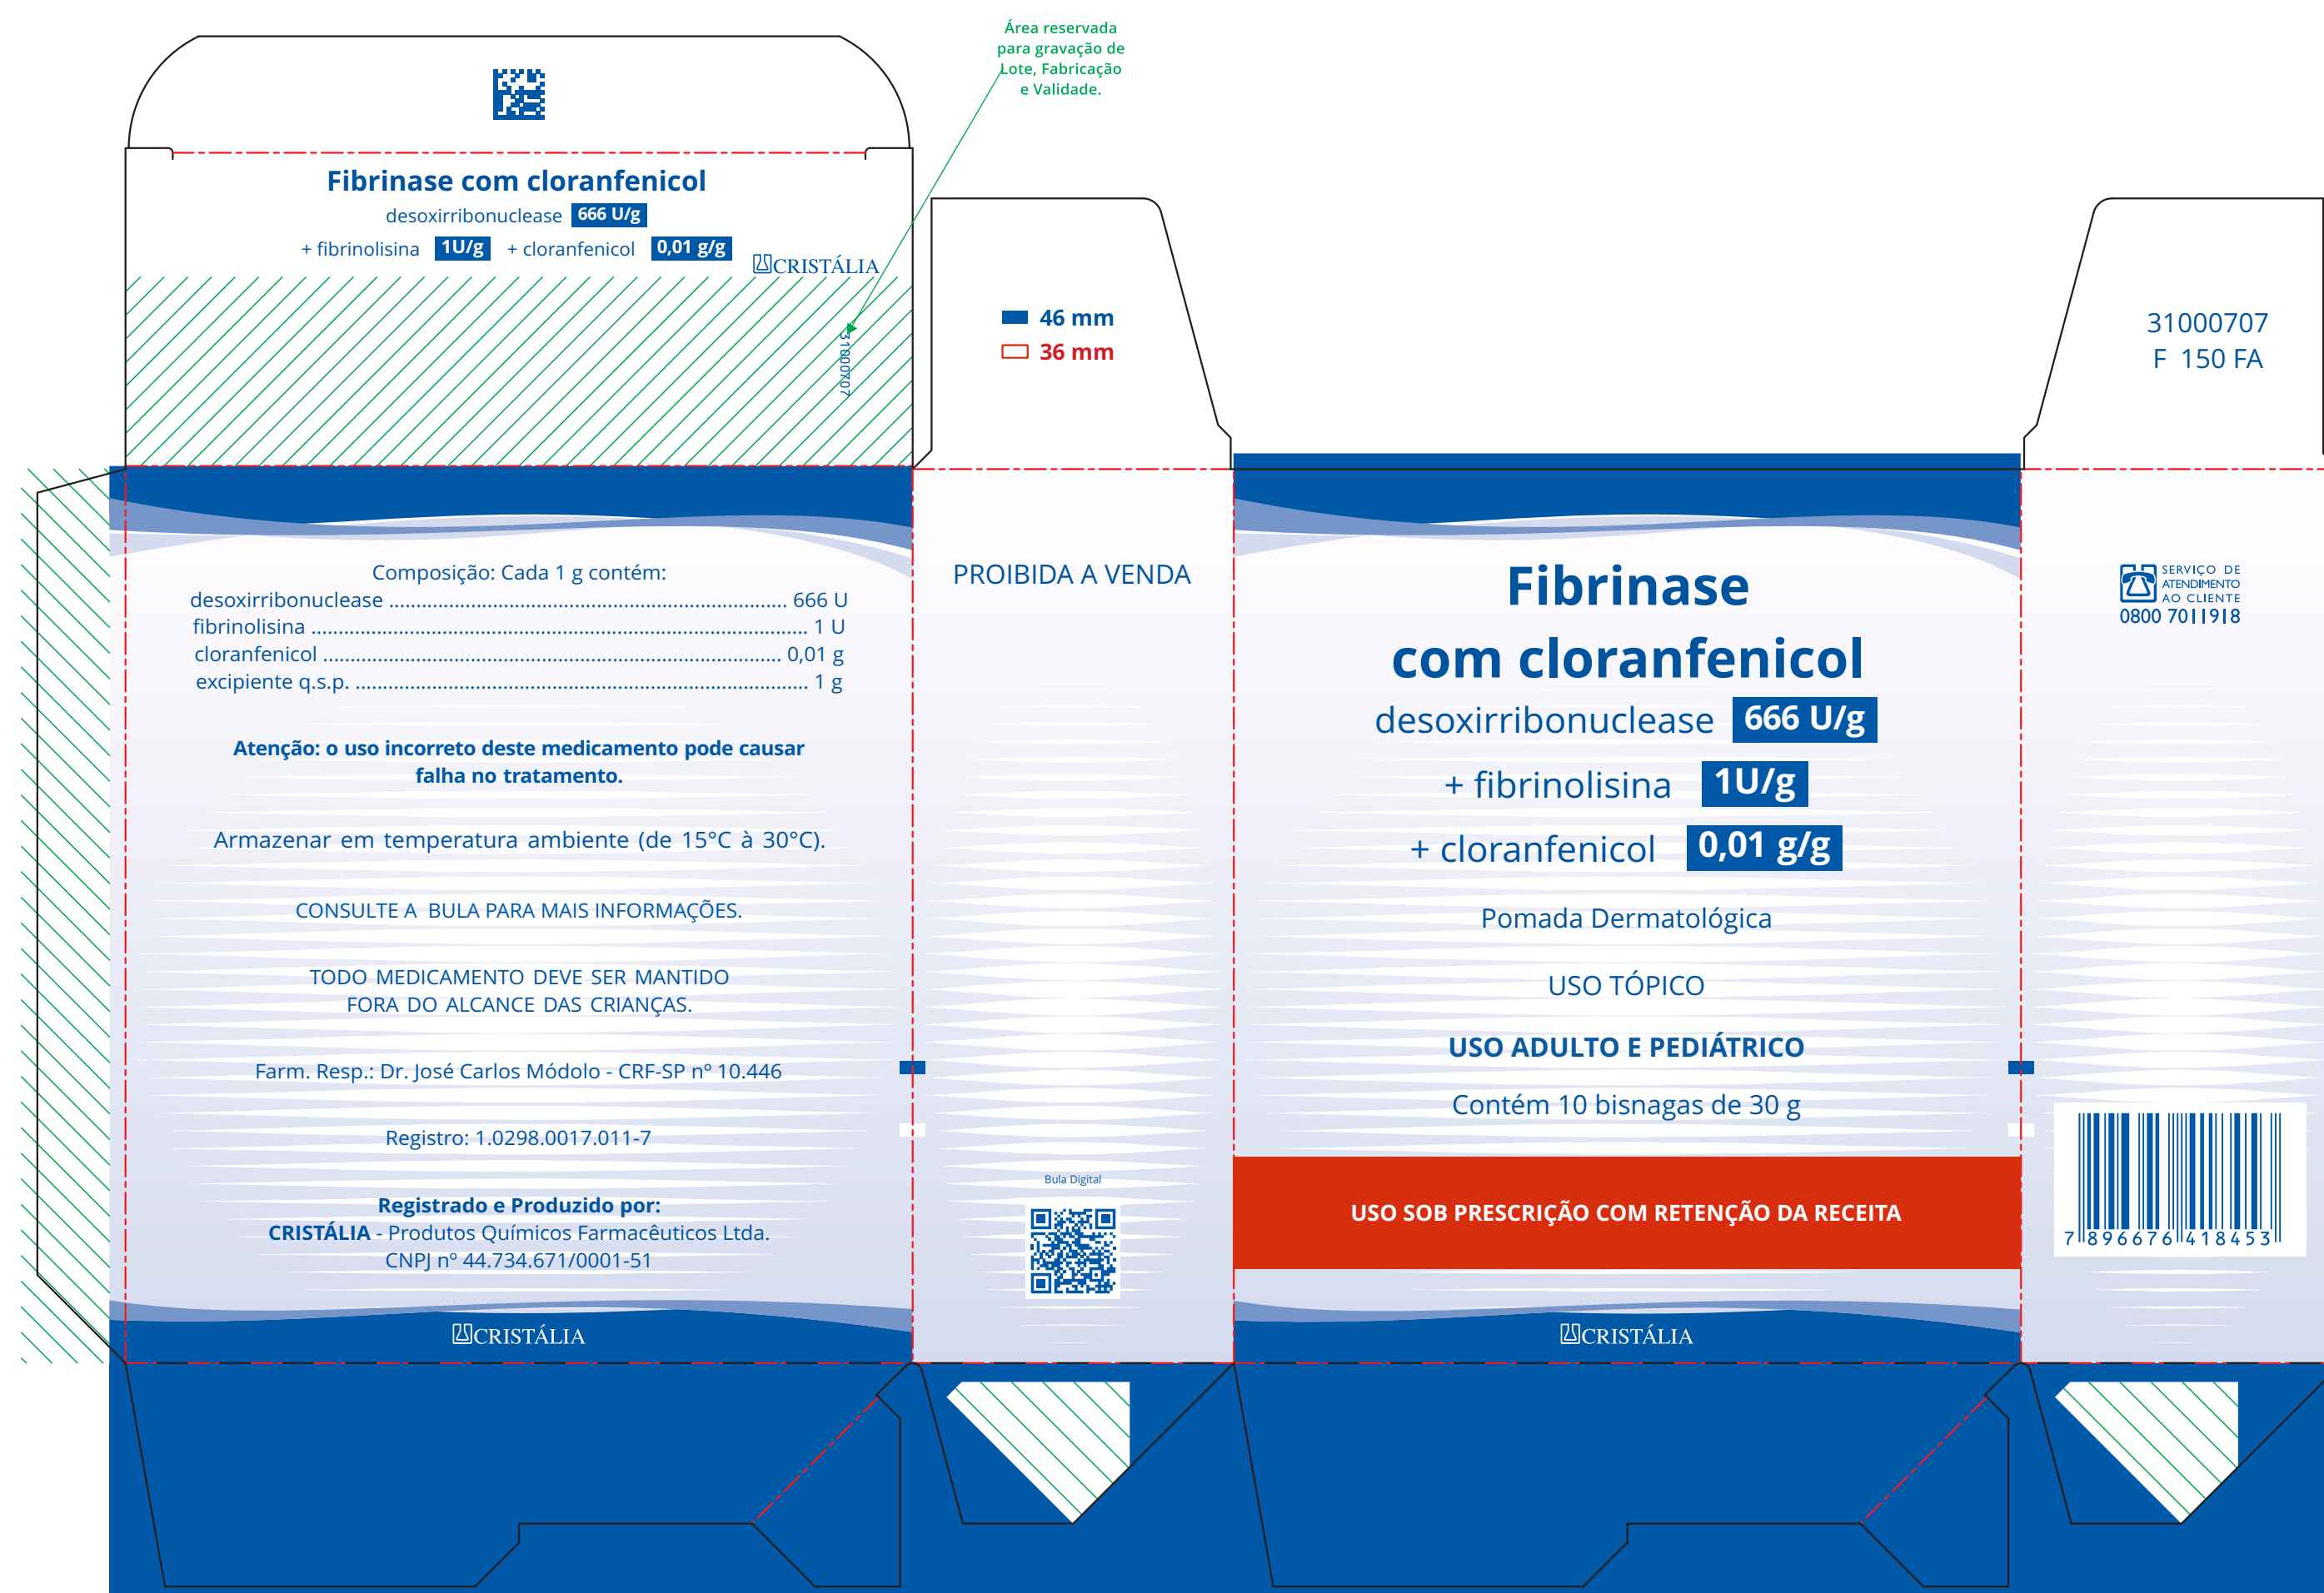 Área reservada
para gravação de
Lote, Fabricação
e Validade.
Fibrinase com cloranfenicol
desoxirribonuclease 666 U/g
+ fibrinolisina 1U/g + cloranfenicol 0,01 g/g
CRISTÁLIA
31000707
46 mm
36 mm
31000707
F 150 FA
Composição: Cada 1 g contém:
desoxirribonuclease ........................................................................ 666 U
fibrinolisina .......................................................................................... 1 U
cloranfenicol ................................................................................... 0,01 g
excipiente q.s.p. .................................................................................. 1 g
Atenção: o uso incorreto deste medicamento pode causar
falha no tratamento.
Armazenar em temperatura ambiente (de 15°C à 30°C).
CONSULTE A BULA PARA MAIS INFORMAÇÕES.
TODO MEDICAMENTO DEVE SER MANTIDO
FORA DO ALCANCE DAS CRIANÇAS.
Farm. Resp.: Dr. José Carlos Módolo - CRF-SP nº 10.446
Registro: 1.0298.0017.011-7
Registrado e Produzido por:
CRISTÁLIA - Produtos Químicos Farmacêuticos Ltda.
CNPJ nº 44.734.671/0001-51
CRISTÁLIA
PROIBIDA A VENDA
Bula Digital
Fibrinase
com cloranfenicol
desoxirribonuclease 666 U/g
+ fibrinolisina 1U/g
+ cloranfenicol 0,01 g/g
Pomada Dermatológica
USO TÓPICO
USO ADULTO E PEDIÁTRICO
Contém 10 bisnagas de 30 g
USO SOB PRESCRIÇÃO COM RETENÇÃO DA RECEITA
CRISTÁLIA
SERVIÇO DE
ATENDIMENTO
AO CLIENTE
0800 7011918
7 896676 418453